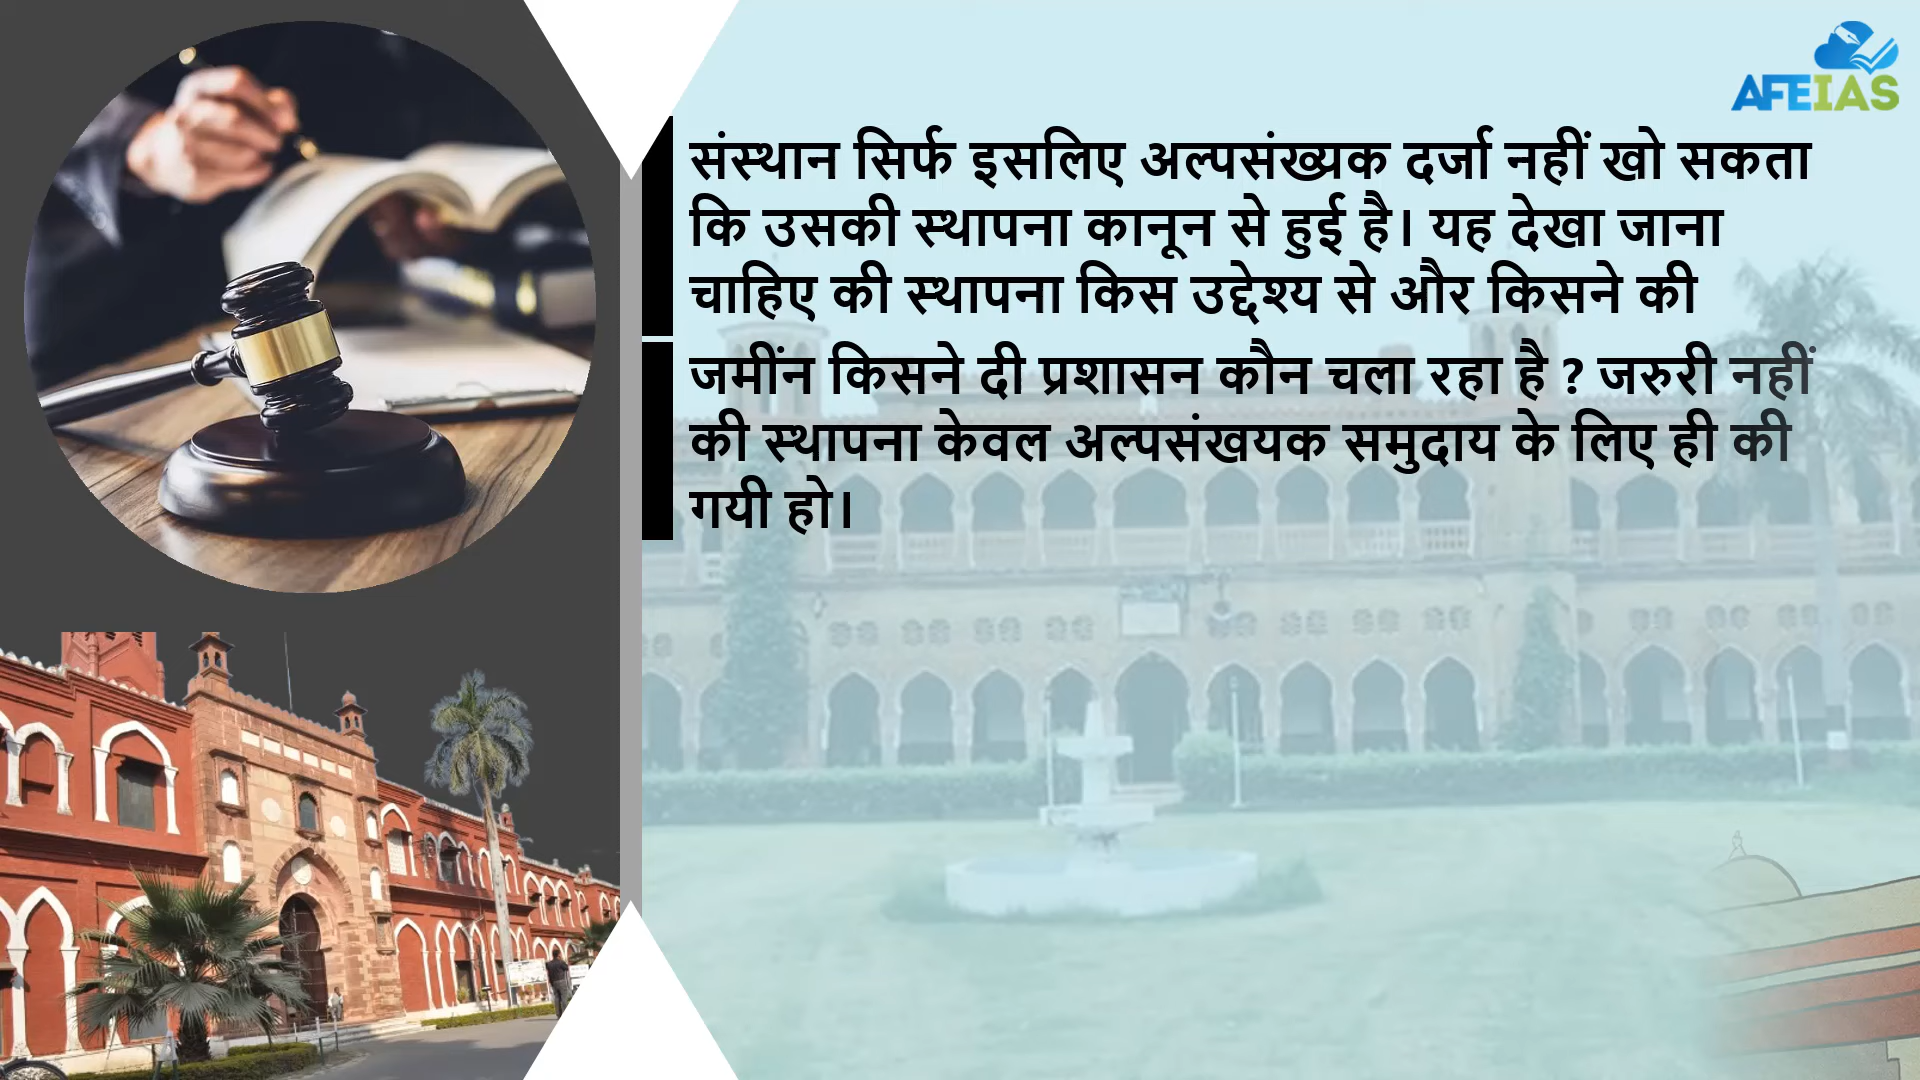 AFEIAS
संस्थान सिर्फ इसलिए अल्पसंख्यक दर्जा नहीं खो सकता
कि उसकी स्थापना कानून से हुई है। यह देखा जाना
चाहिए की स्थापना किस उद्देश्य से और किसने की
जमींन किसने दी प्रशासन कौन चला रहा है ? जरुरी नहीं
की स्थापना केवल अल्पसंखयक समुदाय के लिए ही की
गयी हो।